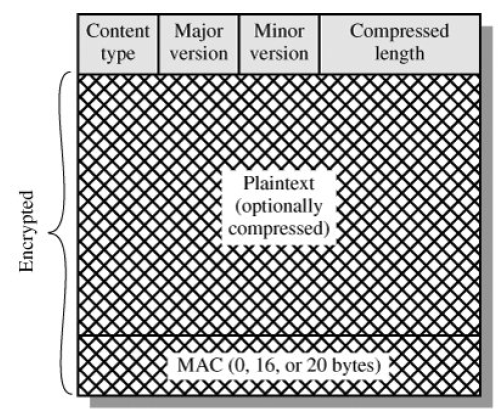 Content type
Major version
Minor version
Compressed length
Encrypted
Plaintext
(optionally
compressed)
MAC (0, 16, or 20 bytes)